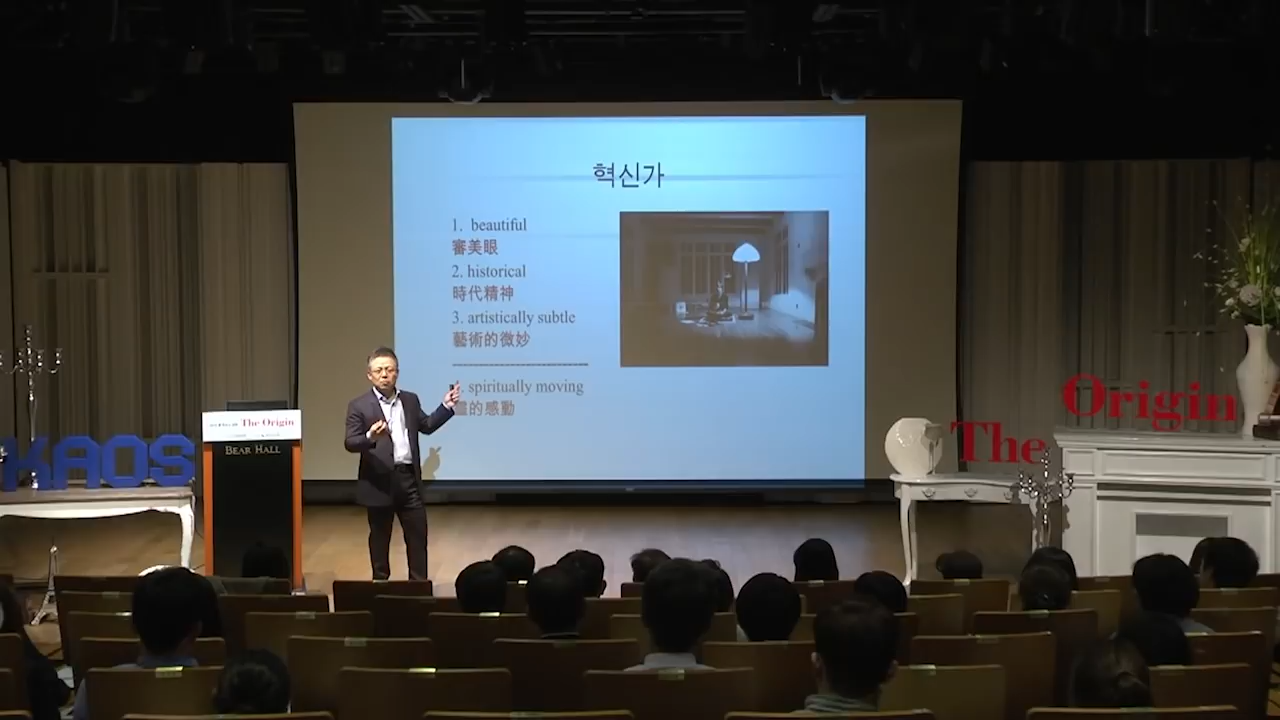 혁신가
1. beautiful
審美眼
2. historical
時代精神
3. artistically subtle
藝術的微妙
spiritually moving
的感動
The Origin
BEAR HALL
KAOS
The Origin